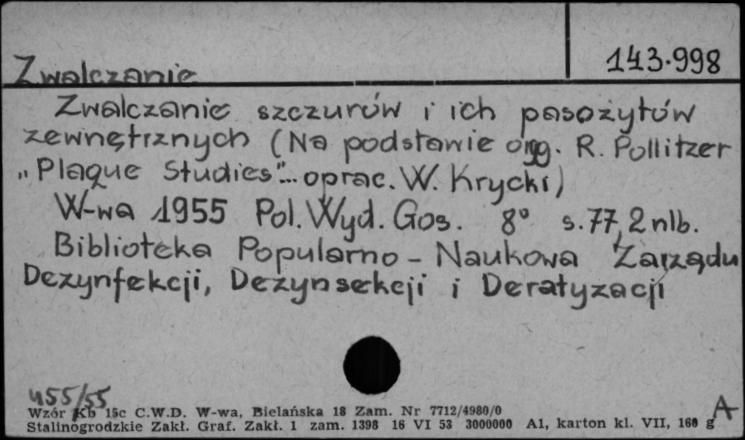 Zwalczanie
143.998
Zwalczanie szczurów i ich pasożytów
zewnętrznych (Na podstawie org. R. Pollitzer
„Plaque Studies"... oprac. W. Krycki)
W-wa 1955 Pol. Wyd. Gos. 8° s. 77, 2 nlb.
Biblioteka Popularno-Naukowa Zarządu
Dezynfekcji, Dezynsekcji i Deratyzacji
455/55
Wzór Kb 15c C.W.D. W-wa, Bielańska 18 Zam. Nr 7712/4980/0
Stalinogrodzkie Zakł. Graf. Zakł. 1 zam. 1398 16 VI 53 3000000 A1, karton kl. VII, 160 g
A